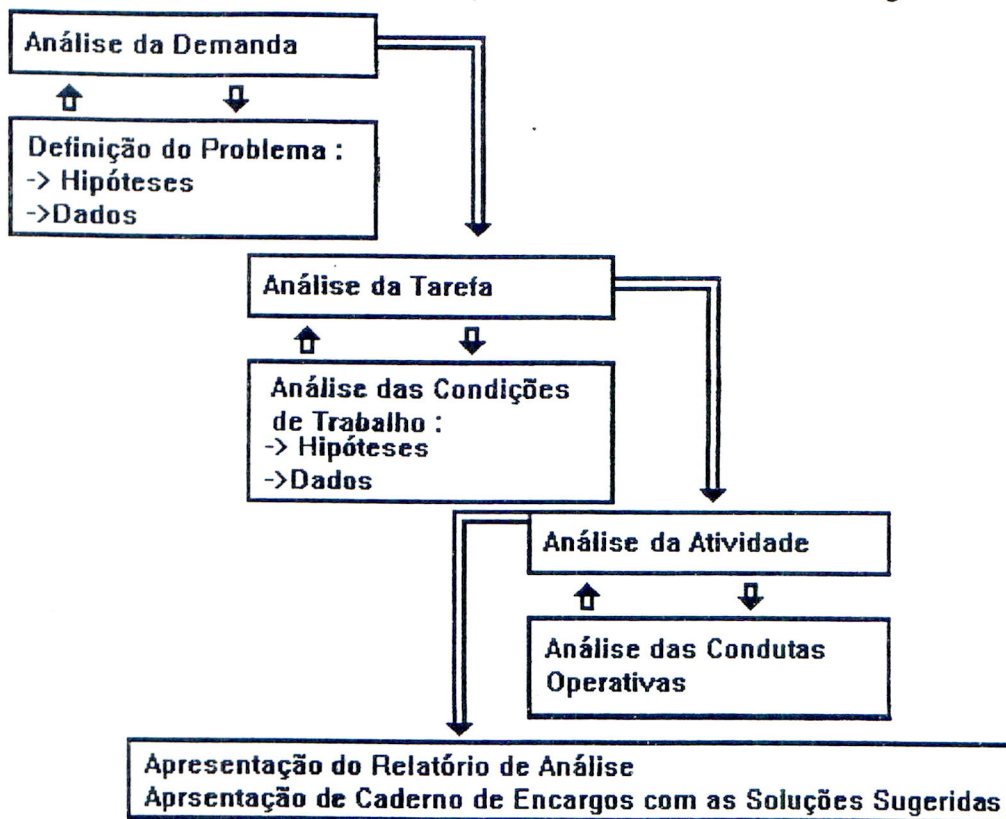 Análise da Demanda
Definição do Problema :
-> Hipóteses
->Dados
Análise da Tarefa
Análise das Condições
de Trabalho :
-> Hipóteses
->Dados
Análise da Atividade
Análise das Condutas
Operativas
Apresentação do Relatório de Análise
Aprsentação de Caderno de Encargos com as Soluções Sugeridas